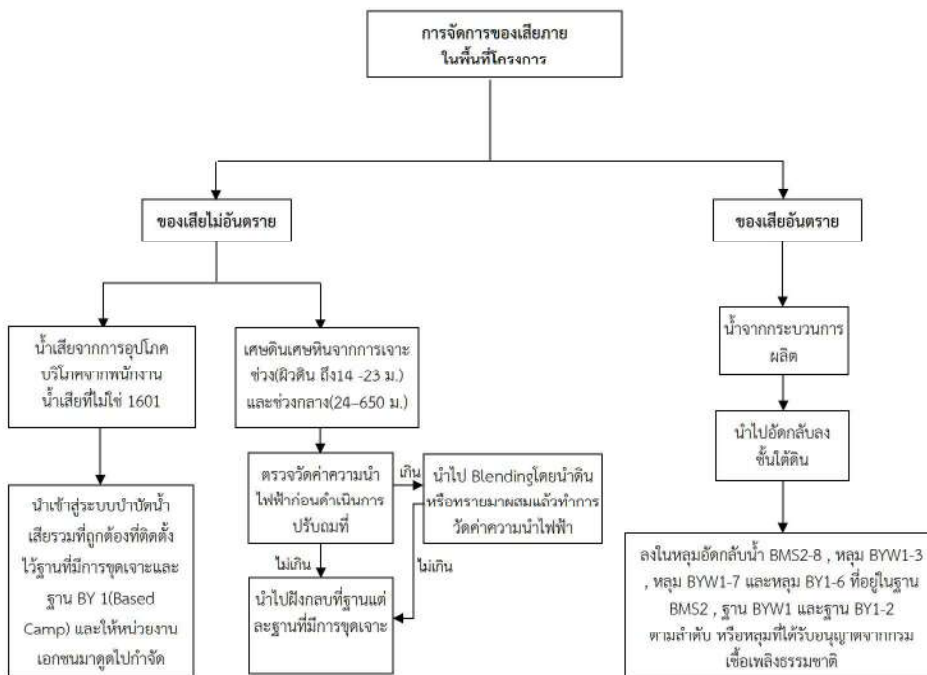 การจัดการของเสียภาย
ในพื้นที่โครงการ
ของเสียไม่อันตราย
ของเสียอันตราย
น้ำเสียจากการอุปโภค
บริโภคจากพนักงาน
น้ำเสียที่ไม่ใช่ 1601
เศษดินเศษหินจากการเจาะ
ช่วง(ผิวดิน ถึง14 -23 ม.)
และช่วงกลาง(24–650 ม.)
น้ำจากกระบวนการ
ผลิต
นำเข้าสู่ระบบบำบัดน้ำ
เสียรวมที่ถูกต้องที่ติดตั้ง
ไว้ฐานที่มีการขุดเจาะและ
ฐาน BY 1(Based
Camp) และให้หน่วยงาน
เอกชนมาดูดไปกำจัด
ตรวจวัดค่าความนำ
ไฟฟ้าก่อนดำเนินการ
ปรับถมที่
เกิน
นำไป Blendingโดยนำดิน
หรือทรายมาผสมแล้วทำการ
วัดค่าความนำไฟฟ้า
ไม่เกิน
ไม่เกิน
นำไปฝังกลบที่ฐานแต่
ละฐานที่มีการขุดเจาะ
นำไปอัดกลับลง
ชั้นใต้ดิน
ลงในหลุมอัดกลับน้ำ BMS2-8 , หลุม BYW1-3
, หลุม BYW1-7 และหลุม BY1-6 ที่อยู่ในฐาน
BMS2 , ฐาน BYW1 และฐาน BY1-2
ตามลำดับ หรือหลุมที่ได้รับอนุญาตจากกรม
เชื้อเพลิงธรรมชาติ